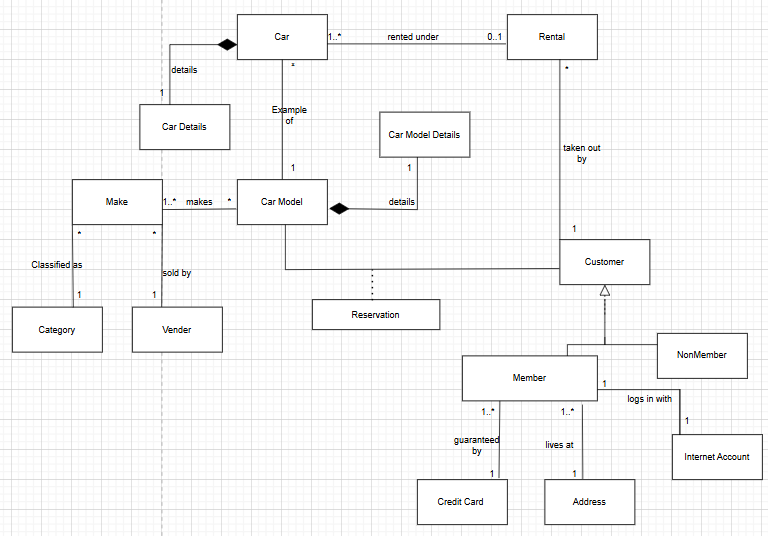 Car
1..*
rented under
0..1
Rental
*
*
details
1
Example
of
Car Details
Car Model Details
taken out
by
1
1
Make
1..*
makes
*
Car Model
details
1
*
*
Customer
Classified as
sold by
1
1
Category
Vender
Reservation
NonMember
Member
1
logs in with
1..*
1..*
1
guaranteed
by
lives at
Internet Account
1
1
Credit Card
Address